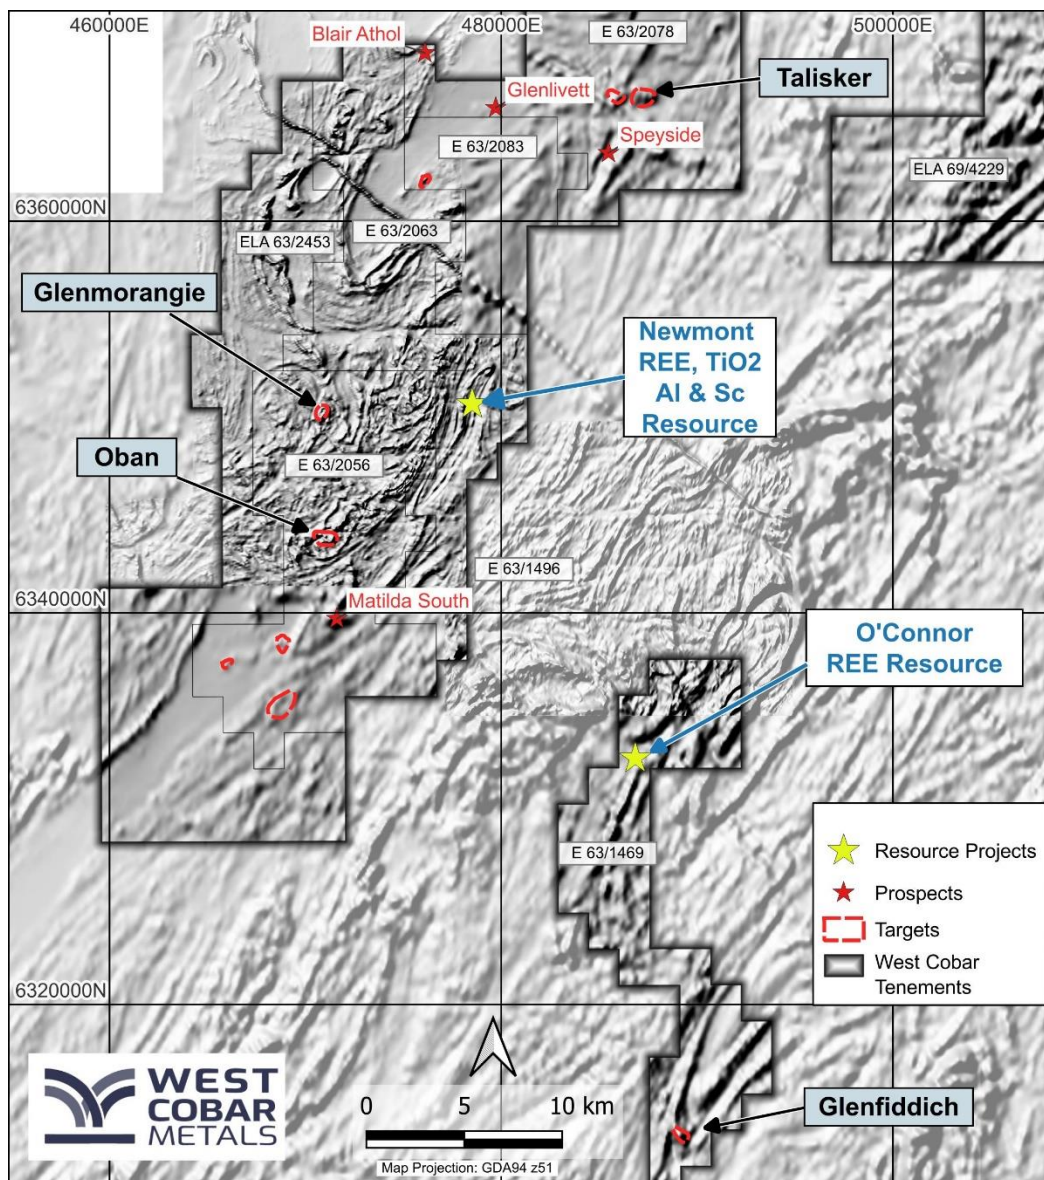 460000E
480000E
500000E
Blair Athol
E 63/2078
Glenlivett
Talisker
Speyside
E 63/2083
ELA 69/4229
6360000N
E 63/2063
ELA 63/2453
Glenmorangie
Newmont
REE, TiO2
Al & Sc
Resource
Oban
E 63/2056
E 63/1496
Matilda South
6340000N
O'Connor
REE Resource
E 63/1469
Resource Projects
Prospects
Targets
West Cobar
Tenements
6320000N
WEST
COBAR
METALS
0 5 10 km
Map Projection: GDA94 z51
Glenfiddich